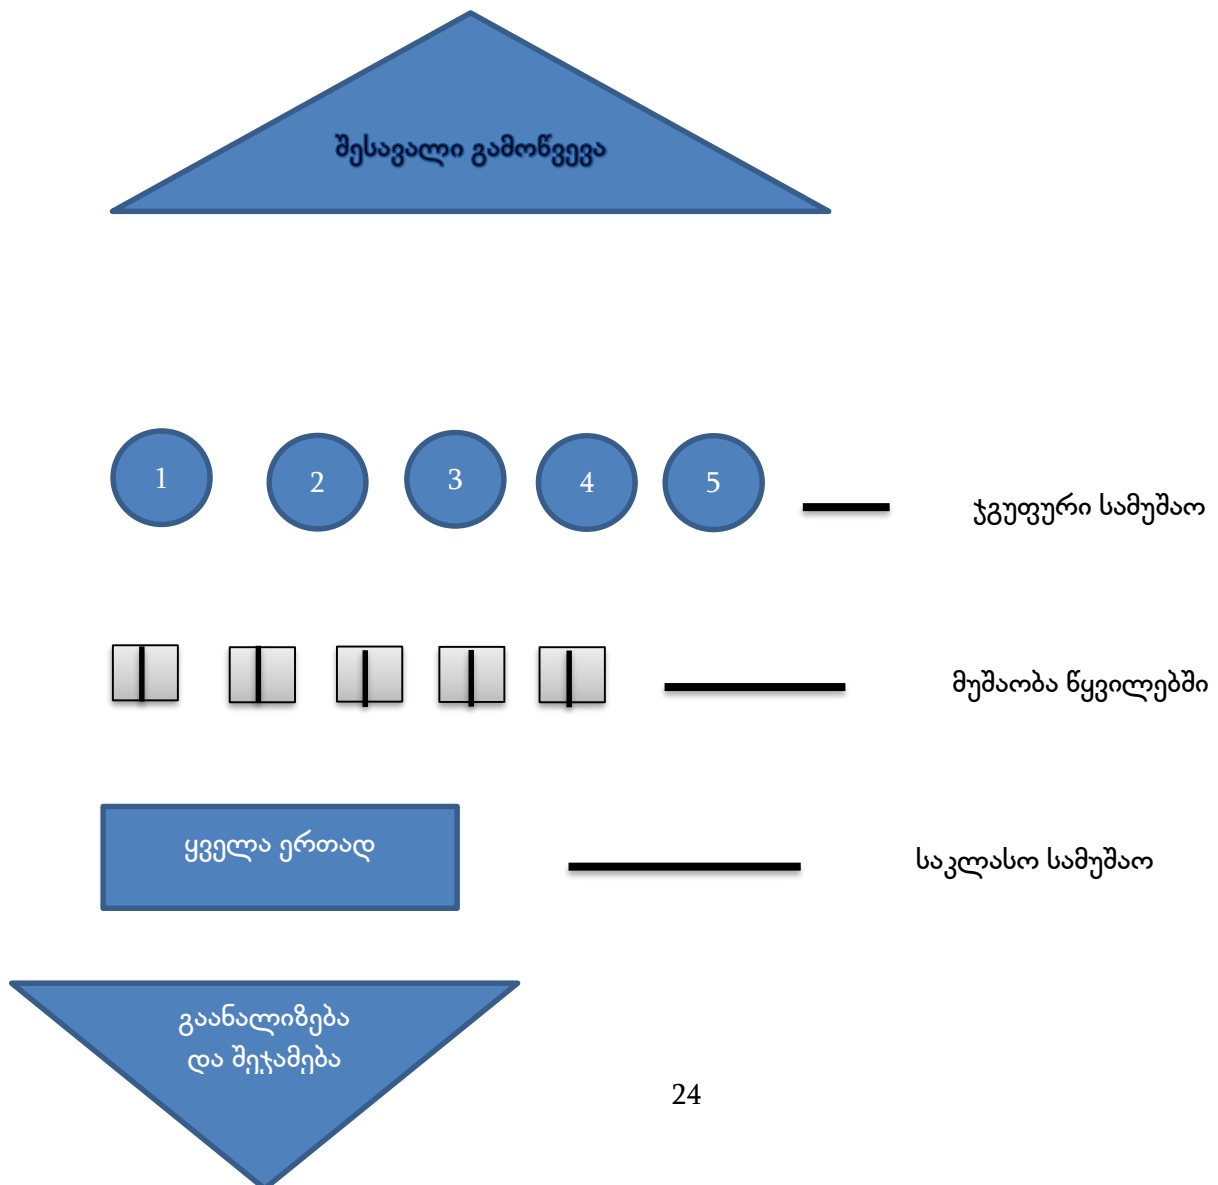 შესავალი გამოწვევა
1 2 3 4 5
ჯგუფური სამუშაო
მუშაობა წყვილებში
ყველა ერთად
საკლასო სამუშაო
გაანალიზება
და შეჯამება
24